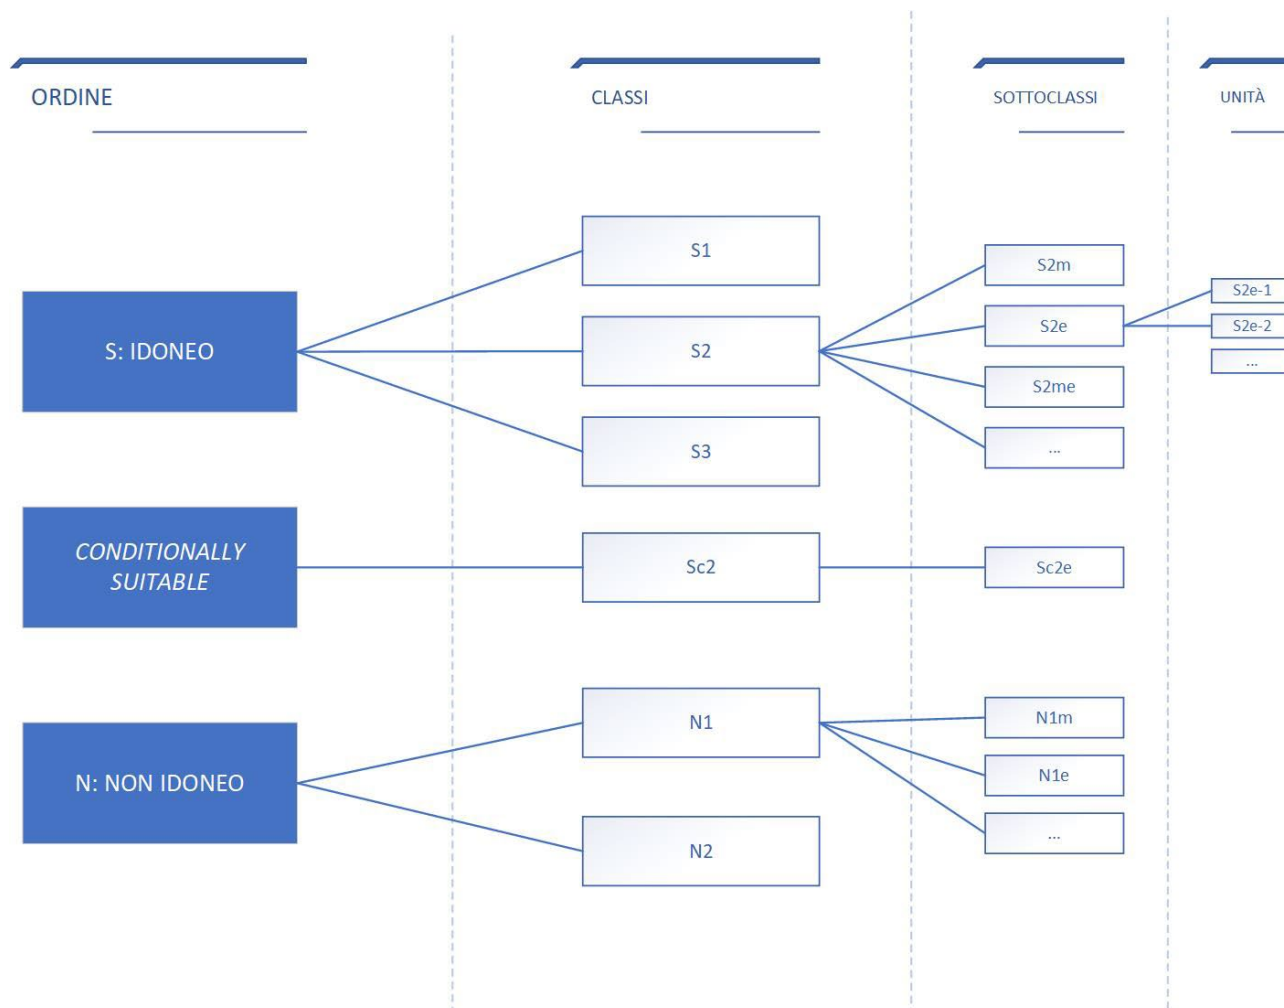 ORDINE
CLASSI
SOTTOCLASSI
UNITÀ
S: IDONEO
S1
S2
S3
S2m
S2e
S2me
...
S2e-1
S2e-2
...
CONDITIONALLY
SUITABLE
Sc2
Sc2e
N: NON IDONEO
N1
N2
N1m
N1e
...